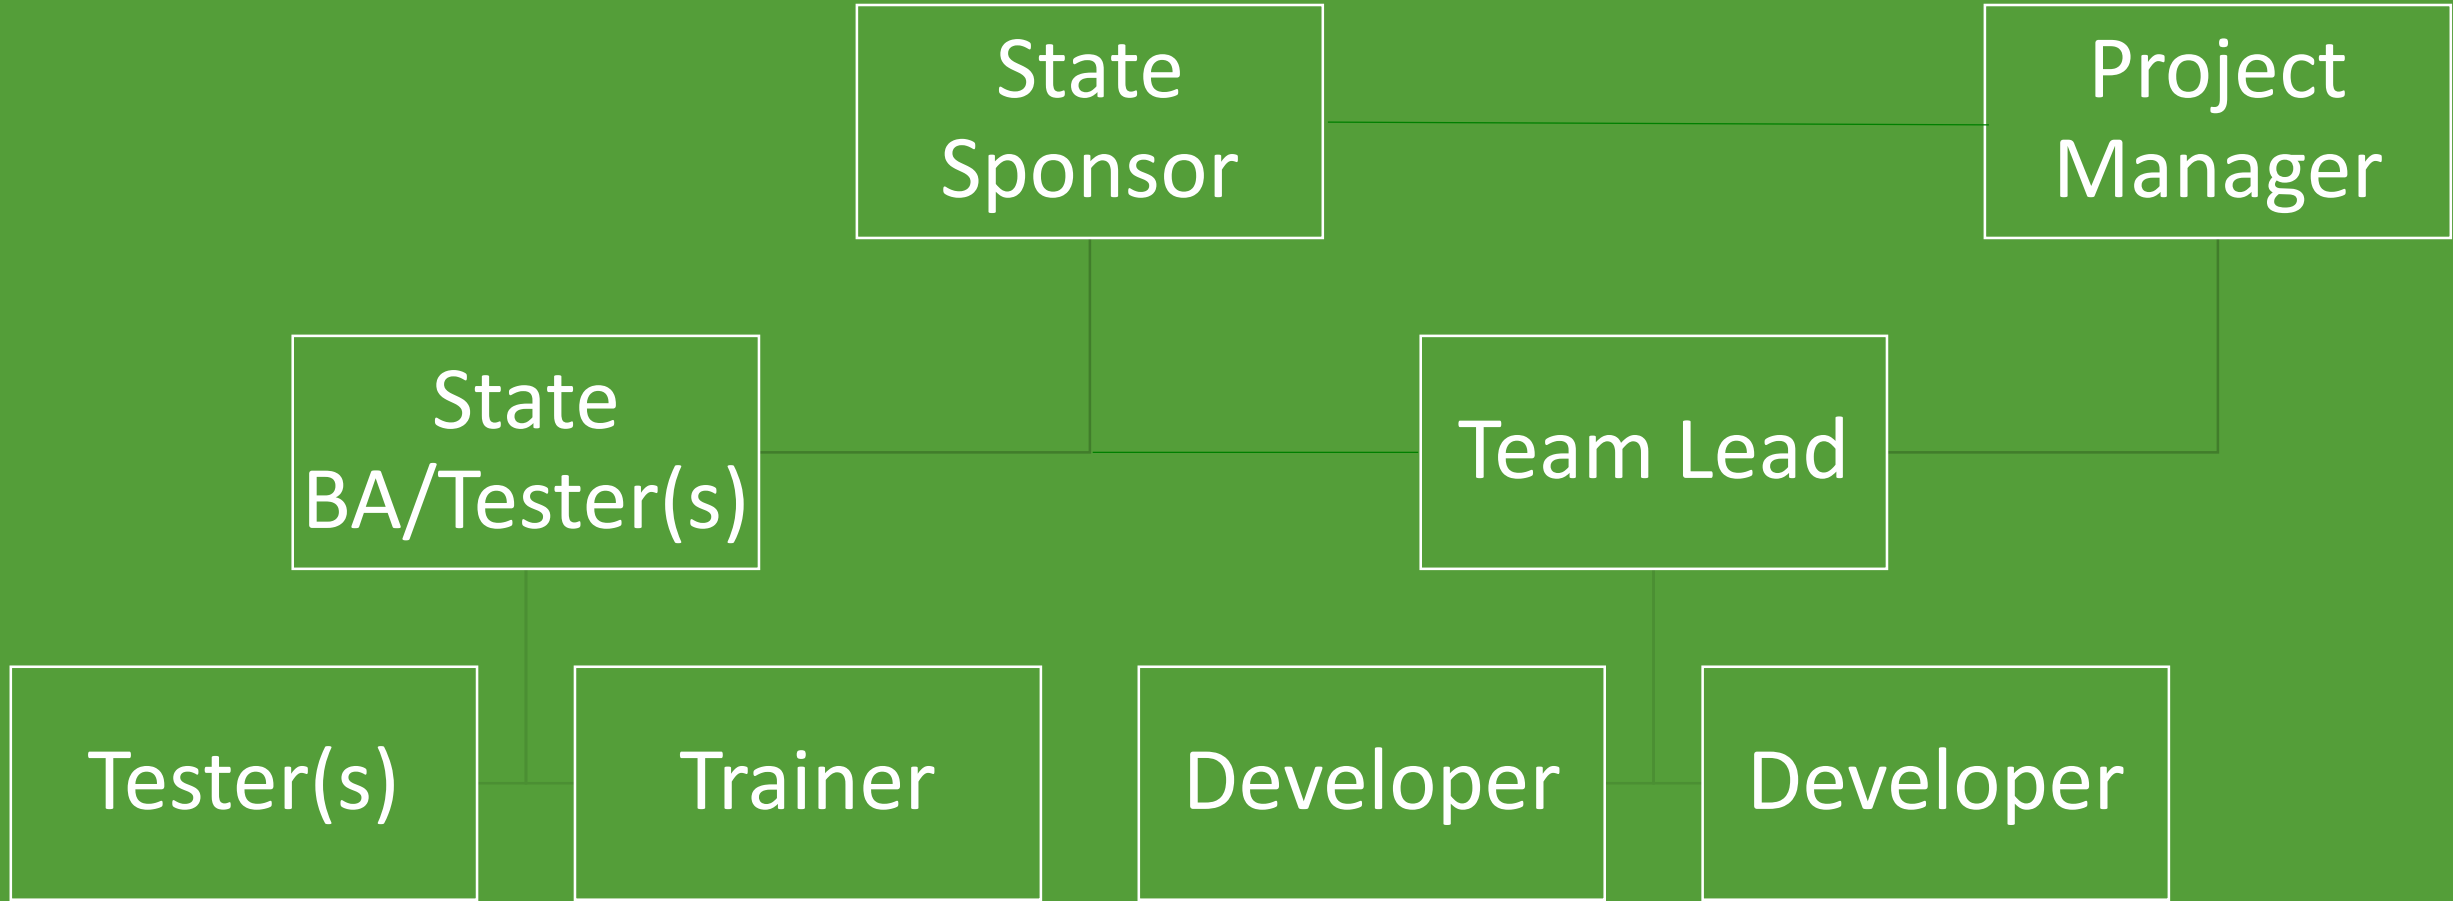 State
Sponsor
Project
Manager
State
BA/Tester(s)
Team Lead
Tester(s)
Trainer
Developer
Developer